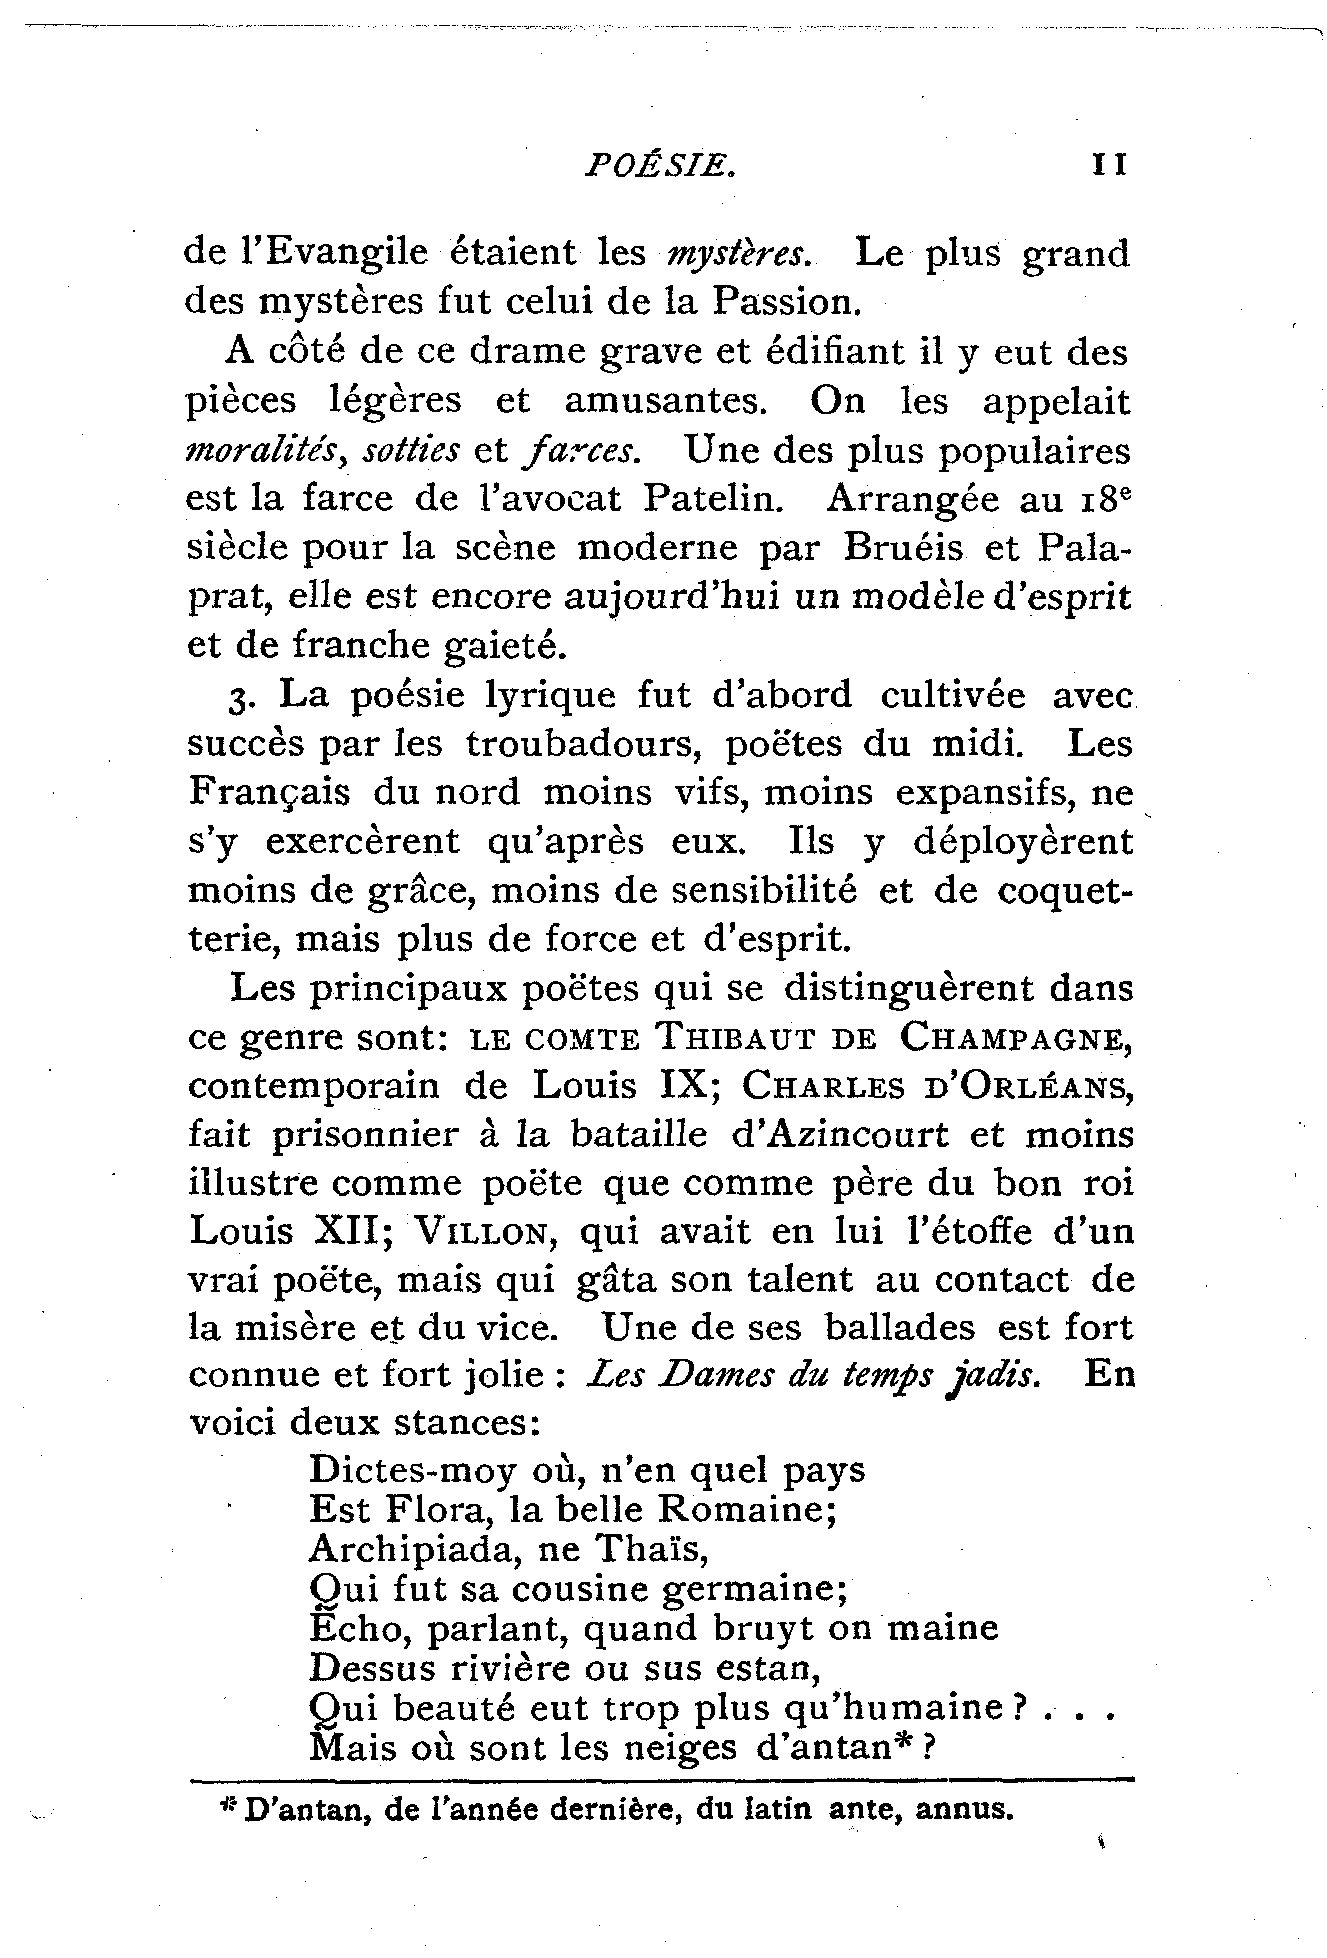 POÉSIE. 11
de l'Evangile étaient les mystères. Le plus grand
des mystères fut celui de la Passion.
A côté de ce drame grave et édifiant il y eut des
pièces légères et amusantes. On les appelait
moralités, sotties et farces. Une des plus populaires
est la farce de l'avocat Patelin. Arrangée au 18e
siècle pour la scène moderne par Bruéis et Pala-
prat, elle est encore aujourd'hui un modèle d'esprit
et de franche gaieté.
3. La poésie lyrique fut d'abord cultivée avec
succès par les troubadours, poëtes du midi. Les
Français du nord moins vifs, moins expansifs, ne
s'y exercèrent qu'après eux. Ils y déployèrent
moins de grâce, moins de sensibilité et de coquet-
terie, mais plus de force et d'esprit.
Les principaux poëtes qui se distinguèrent dans
ce genre sont: LE COMTE THIBAUT DE CHAMPAGNE,
contemporain de Louis IX; CHARLES D'ORLÉANS,
fait prisonnier à la bataille d'Azincourt et moins
illustre comme poëte que comme père du bon roi
Louis XII; VILLON, qui avait en lui l'étoffe d'un
vrai poëte, mais qui gâta son talent au contact de
la misère et du vice. Une de ses ballades est fort
connue et fort jolie : Les Dames du temps jadis. En
voici deux stances:
Dictes-moy où, n'en quel pays
Est Flora, la belle Romaine;
Archipiada, ne Thaïs,
Qui fut sa cousine germaine;
Echo, parlant, quand bruyt on maine
Dessus rivière ou sus estan,
Qui beauté eut trop plus qu'humaine ? . . .
Mais où sont les neiges d'antan* ?
* D'antan, de l'année dernière, du latin ante, annus.